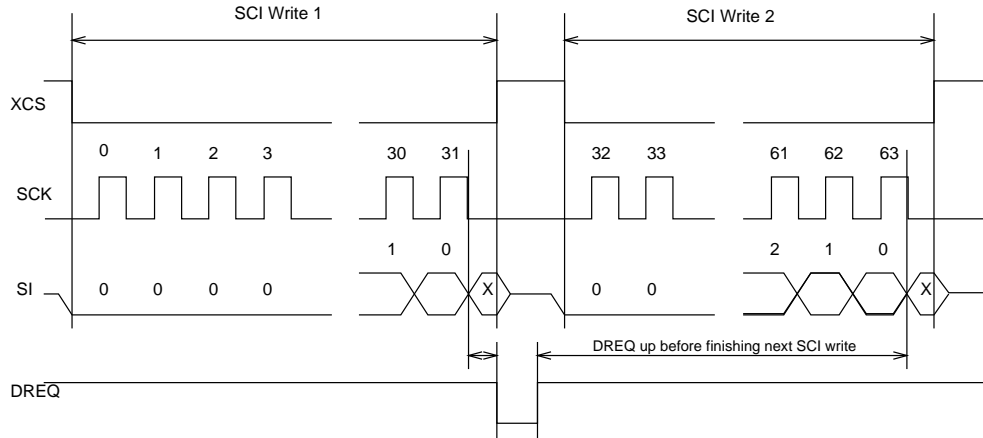 SCI Write 1 SCI Write 2
XCS
0 1 2 3 30 31 32 33 61 62 63
SCK
1 0 2 1 0
SI 0 0 0 0 X 0 0 X
DREQ up before finishing next SCI write
DREQ